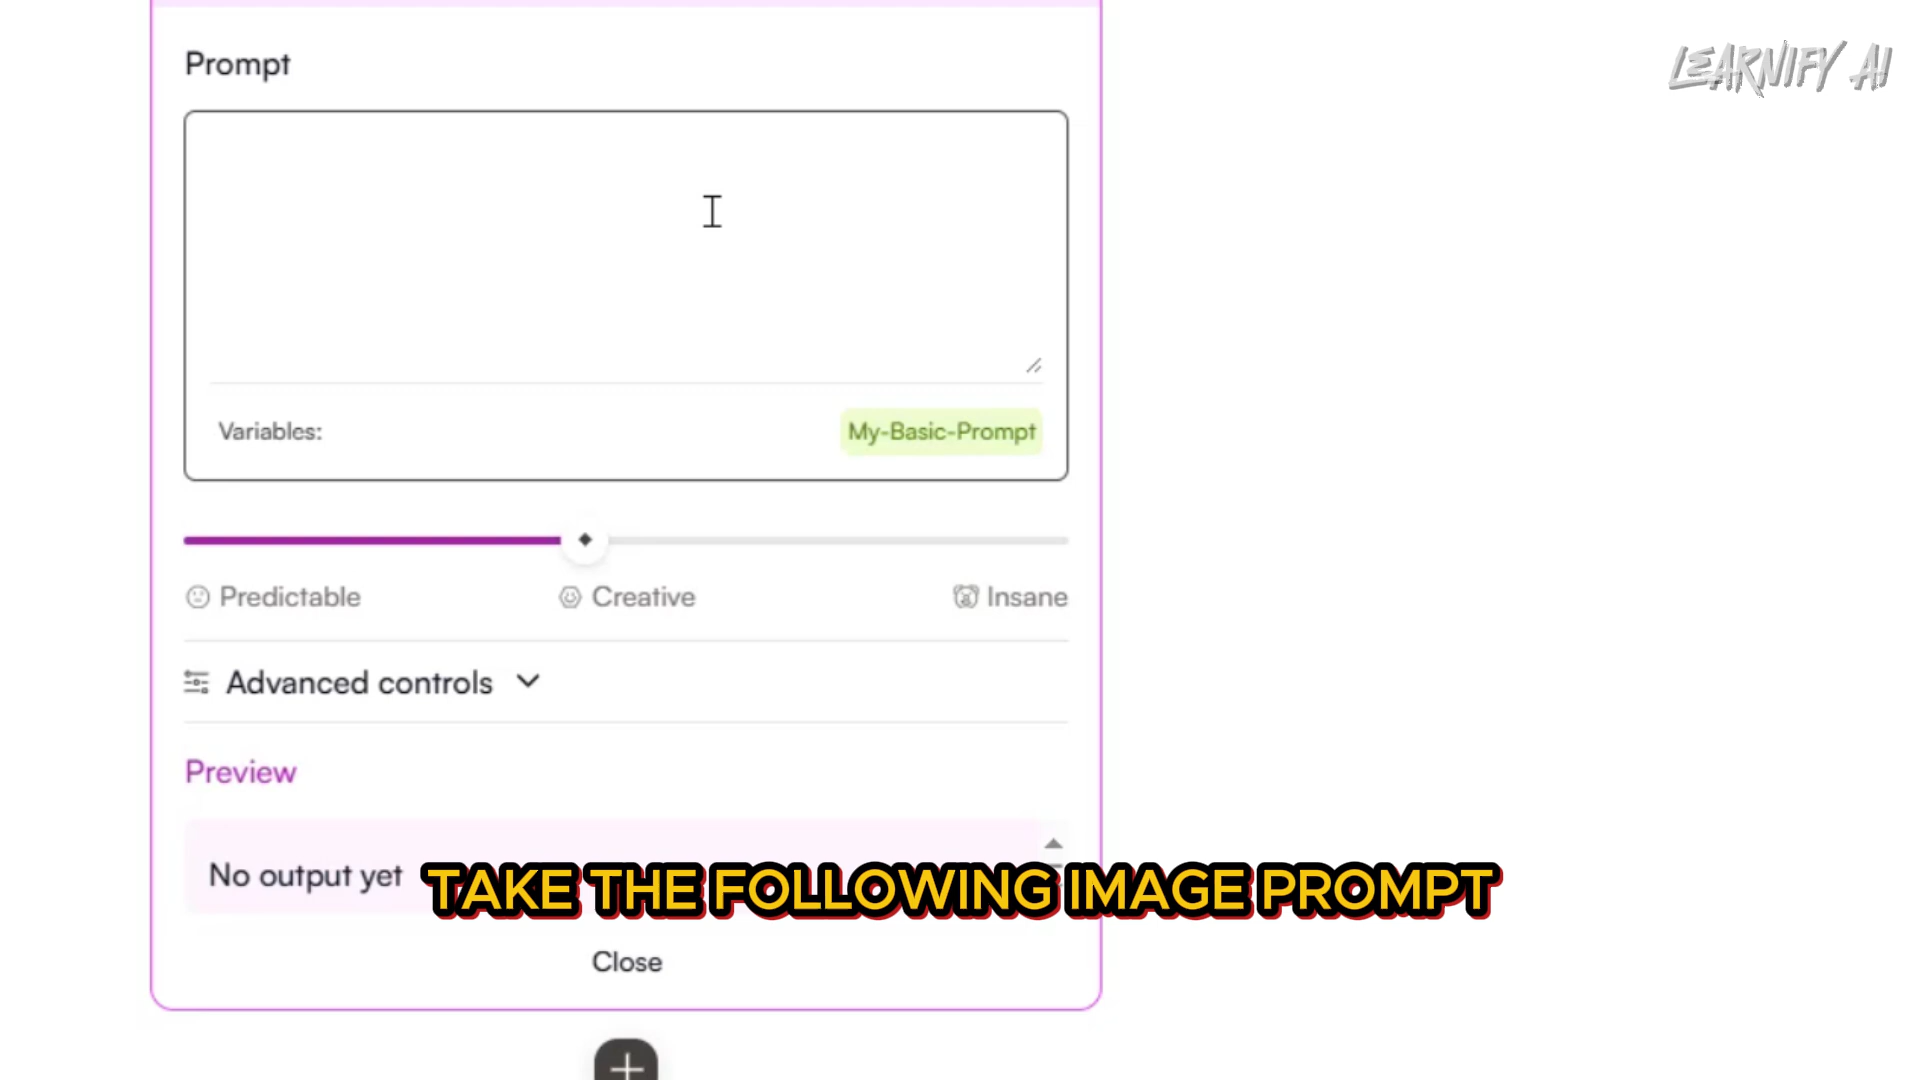 LEARNIFY AI
Prompt
Variables:
My-Basic-Prompt
Predictable
Creative
Insane
Advanced controls
Preview
No output yet
TAKE THE FOLLOWING IMAGE PROMPT
Close